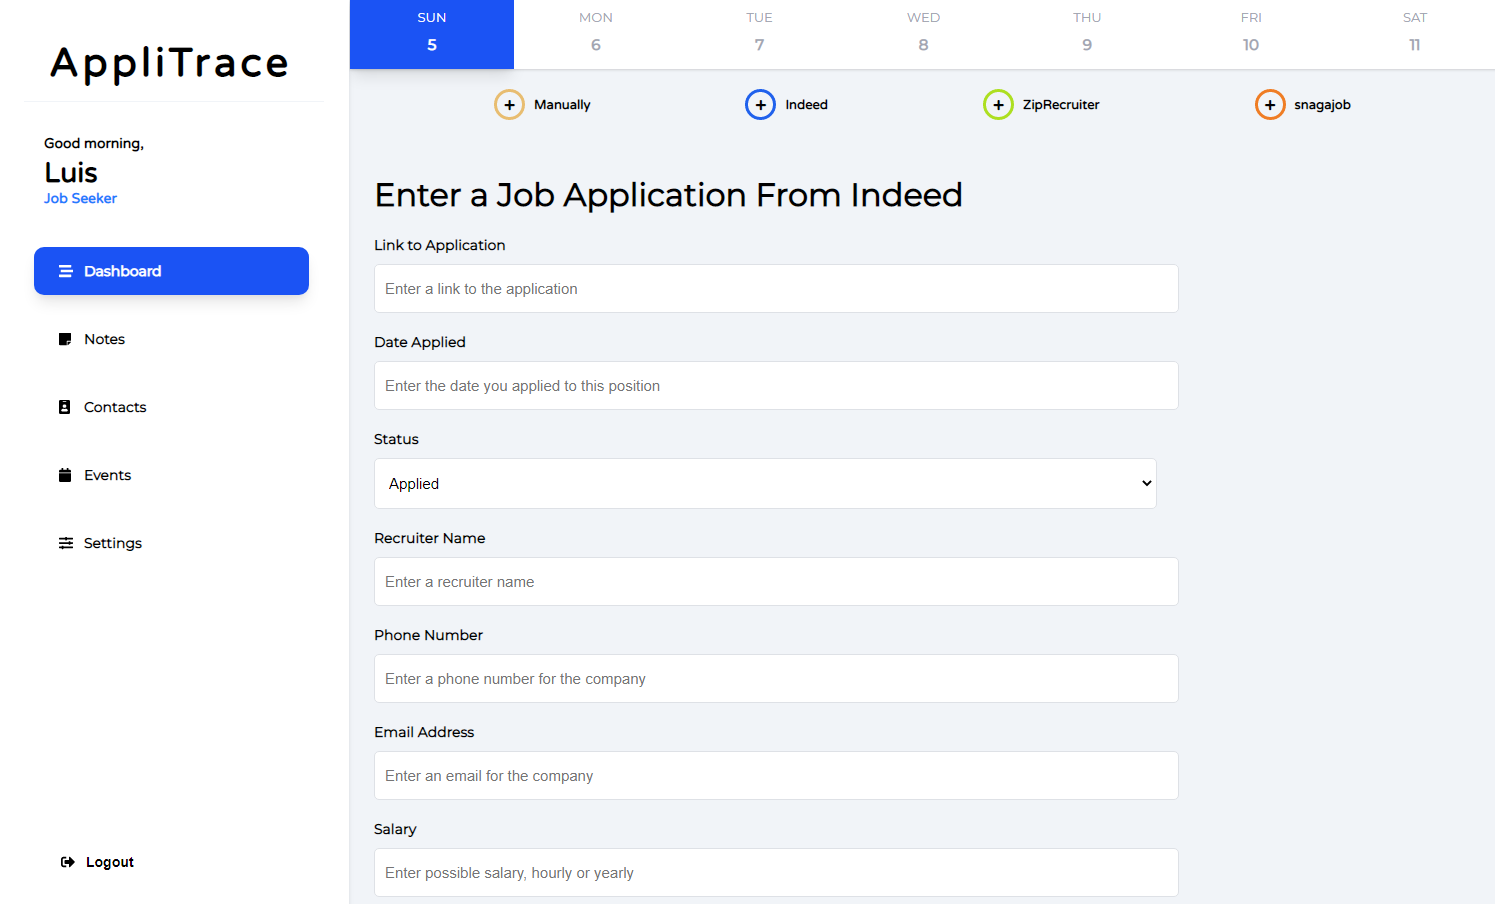 AppliTrace
Good morning,
Luis
Job Seeker
Dashboard
Notes
Contacts
Events
Settings
Logout
SUN MON TUE WED THU FRI SAT
5 6 7 8 9 10 11
+ Manually + Indeed + ZipRecruiter + snagajob
Enter a Job Application From Indeed
Link to Application
Enter a link to the application
Date Applied
Enter the date you applied to this position
Status
Applied
Recruiter Name
Enter a recruiter name
Phone Number
Enter a phone number for the company
Email Address
Enter an email for the company
Salary
Enter possible salary, hourly or yearly